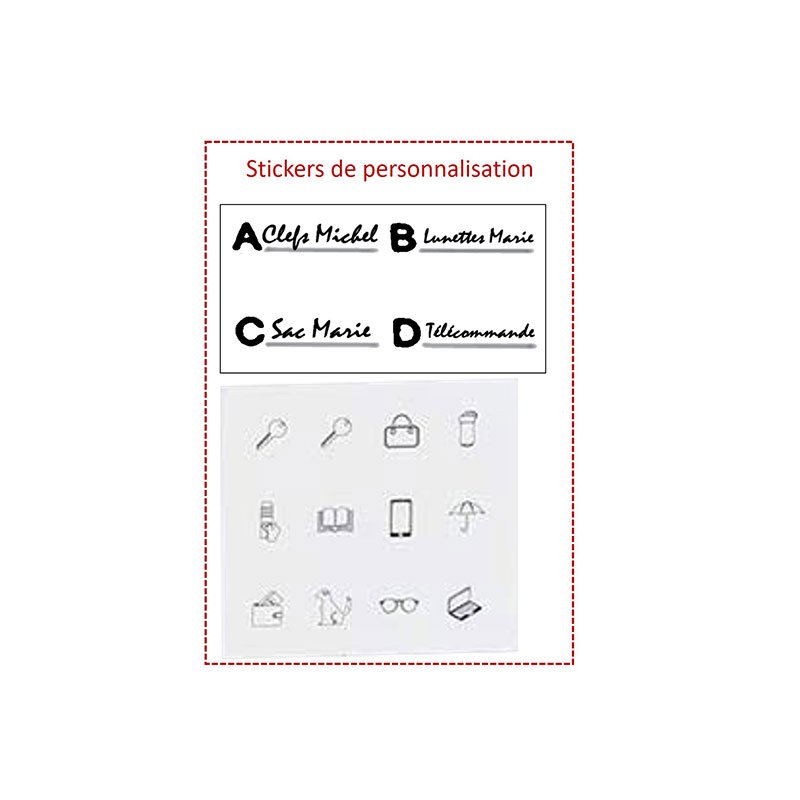 Stickers de personnalisation
A Clefs Michel B Lunettes Marie
C Sac Marie D Télécommande